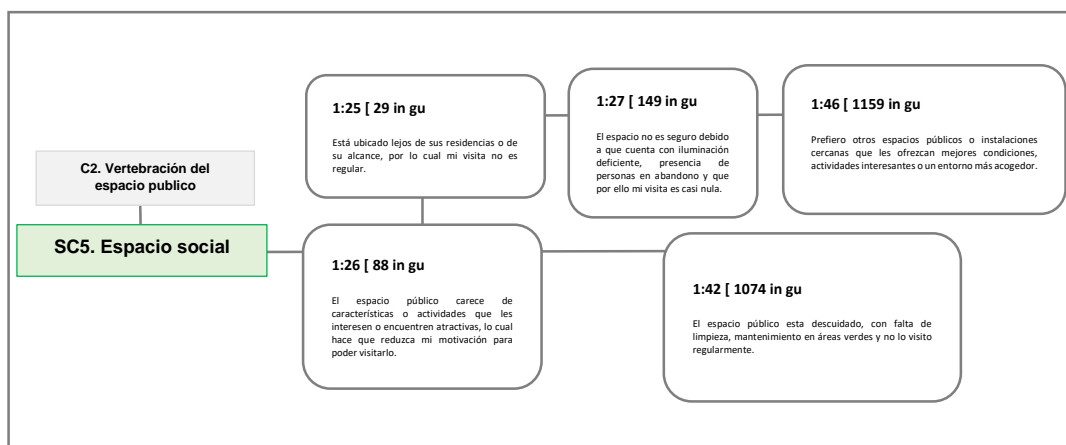 C2. Vertebración del
espacio publico
SC5. Espacio social
1:25 [ 29 in gu
Está ubicado lejos de sus residencias o de
su alcance, por lo cual mi visita no es
regular.
1:27 [ 149 in gu
El espacio no es seguro debido
a que cuenta con iluminación
deficiente, presencia de
personas en abandono y que
por ello mi visita es casi nula.
1:46 [ 1159 in gu
Prefiero otros espacios públicos o instalaciones
cercanas que les ofrezcan mejores condiciones,
actividades interesantes o un entorno más acogedor.
1:26 [ 88 in gu
El espacio público carece de
características o actividades que les
interesen o encuentren atractivas, lo cual
hace que reduzca mi motivación para
poder visitarlo.
1:42 [ 1074 in gu
El espacio público esta descuidado, con falta de
limpieza, mantenimiento en áreas verdes y no lo visito
regularmente.